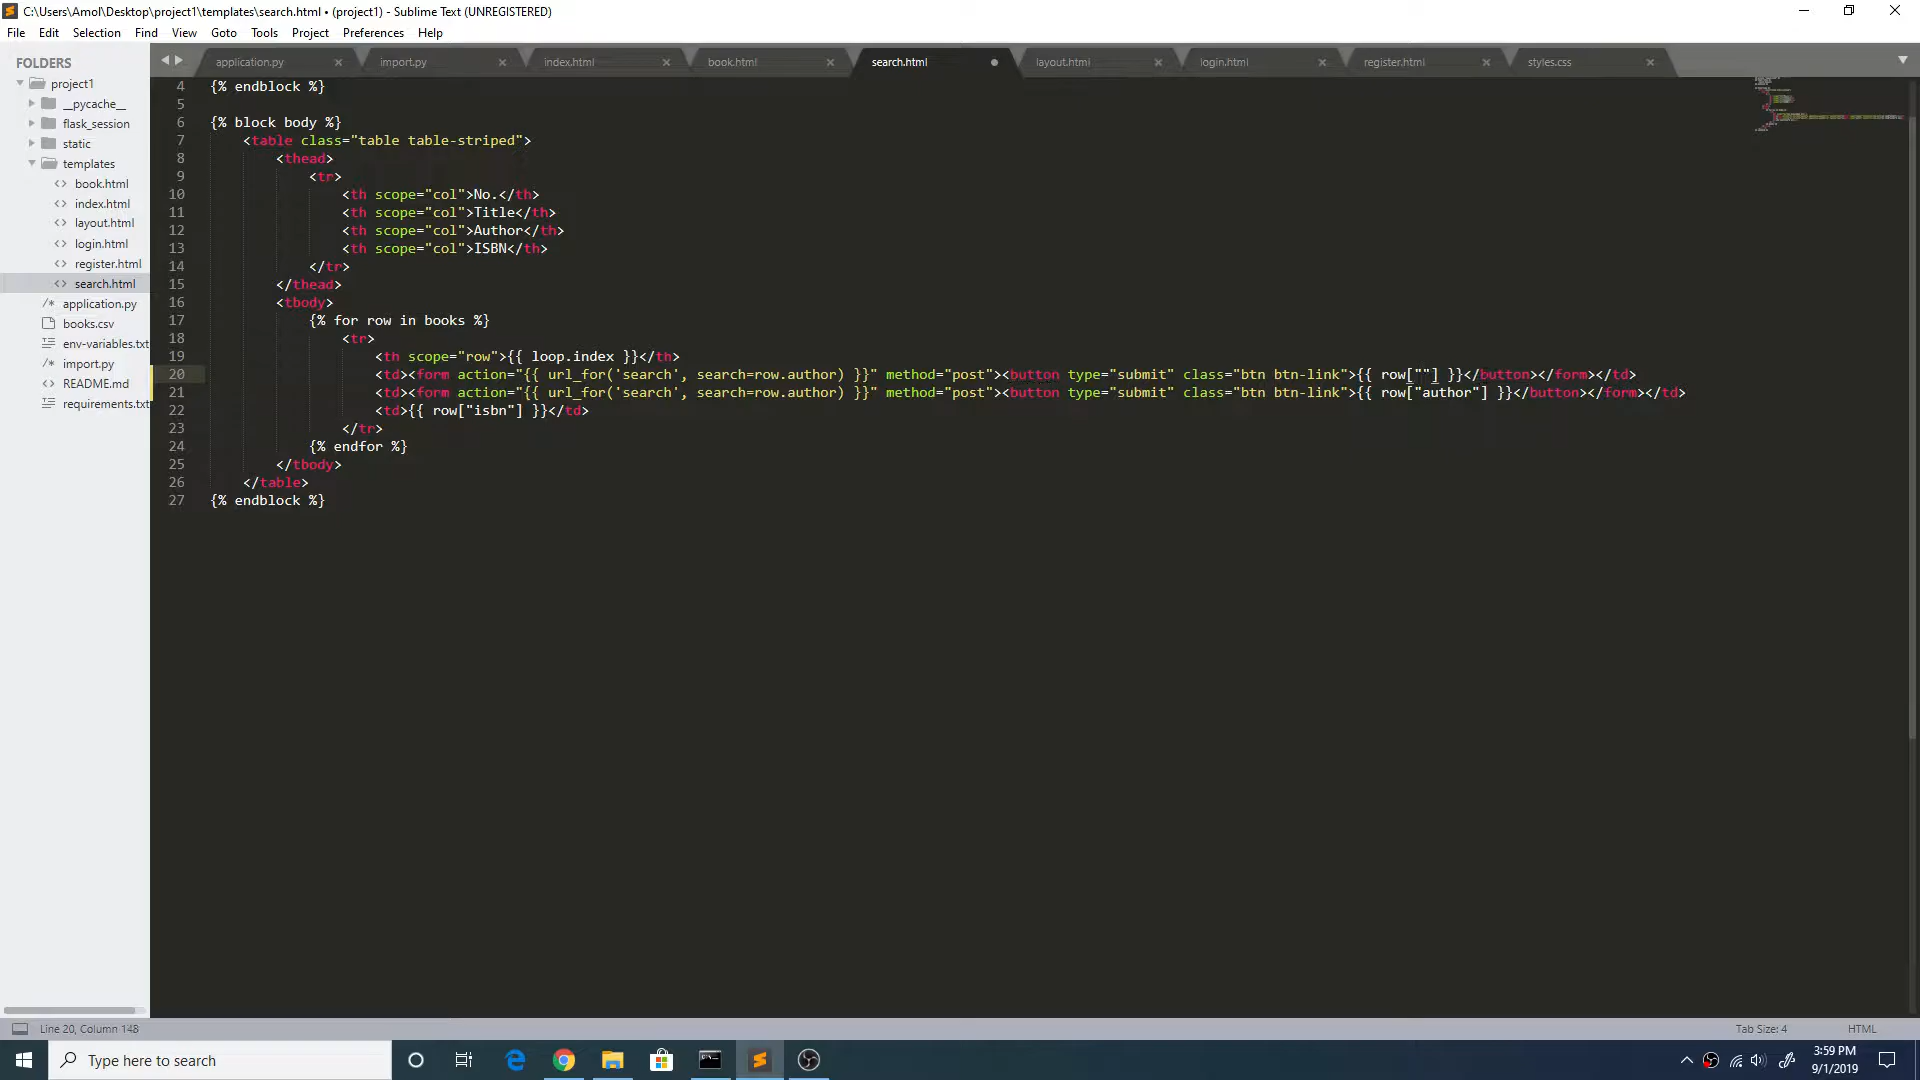 C:\Users\Amol\Desktop\project1\templates\search.html • (project1) - Sublime Text (UNREGISTERED)
File Edit Selection Find View Goto Tools Project Preferences Help
FOLDERS
project1
__pycache__
flask_session
static
templates
book.html
index.html
layout.html
login.html
register.html
search.html
application.py
books.csv
env-variables.txt
import.py
README.md
requirements.txt
application.py import.py index.html book.html search.html layout.html login.html register.html styles.css
4 {% endblock %}
5
6 {% block body %}
7 <table class="table table-striped">
8 <thead>
9 <tr>
10 <th scope="col">No.</th>
11 <th scope="col">Title</th>
12 <th scope="col">Author</th>
13 <th scope="col">ISBN</th>
14 </tr>
15 </thead>
16 <tbody>
17 {% for row in books %}
18 <tr>
19 <th scope="row">{{ loop.index }}</th>
20 <td><form action="{{ url_for('search', search=row.author) }}" method="post"><button type="submit" class="btn btn-link">{{ row[""] }}</button></form></td>
21 <td><form action="{{ url_for('search', search=row.author) }}" method="post"><button type="submit" class="btn btn-link">{{ row["author"] }}</button></form></td>
22 <td>{{ row["isbn"] }}</td>
23 </tr>
24 {% endfor %}
25 </tbody>
26 </table>
27 {% endblock %}
Line 20, Column 148
Tab Size: 4 HTML
Type here to search
3:59 PM
9/1/2019